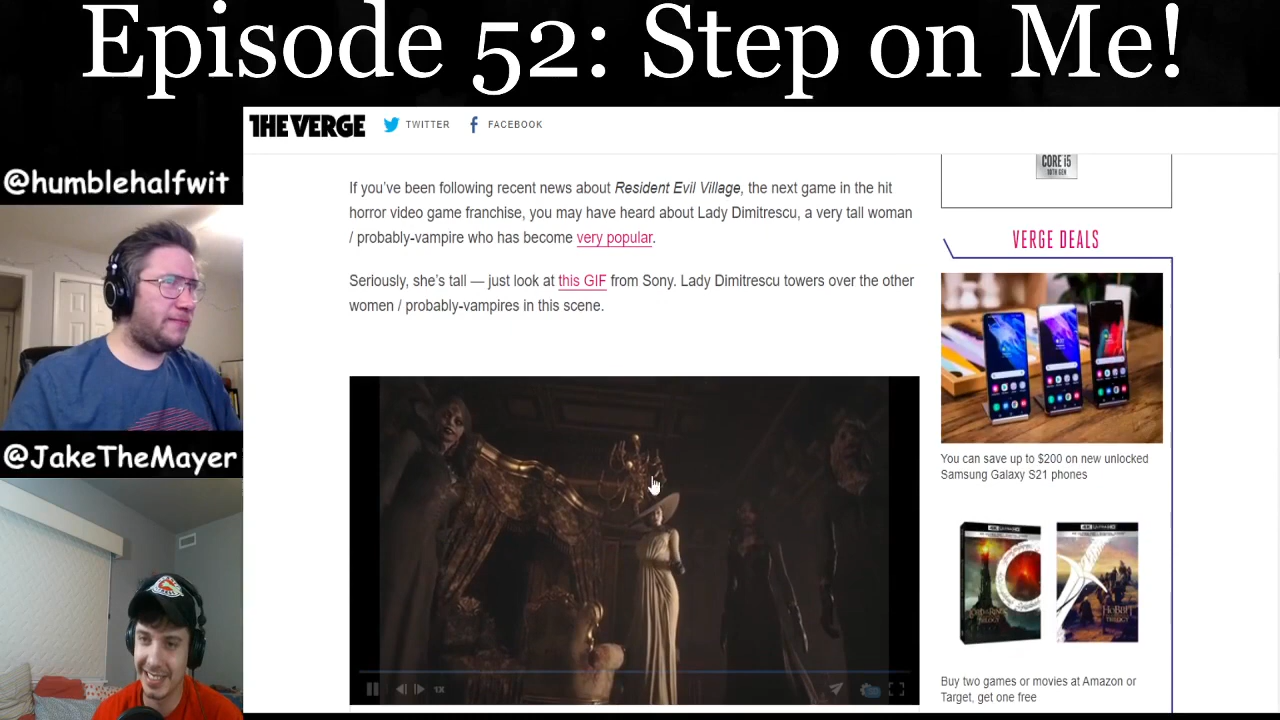 Episode 52: Step on Me!
THE VERGE
TWITTER
FACEBOOK
@humblehalfwit
@JakeTheMayer
If you’ve been following recent news about Resident Evil Village, the next game in the hit
horror video game franchise, you may have heard about Lady Dimitrescu, a very tall woman
/ probably-vampire who has become very popular.
Seriously, she’s tall — just look at this GIF from Sony. Lady Dimitrescu towers over the other
women / probably-vampires in this scene.
1X
CORE i5
10TH GEN
VERGE DEALS
You can save up to $200 on new unlocked
Samsung Galaxy S21 phones
Buy two games or movies at Amazon or
Target, get one free